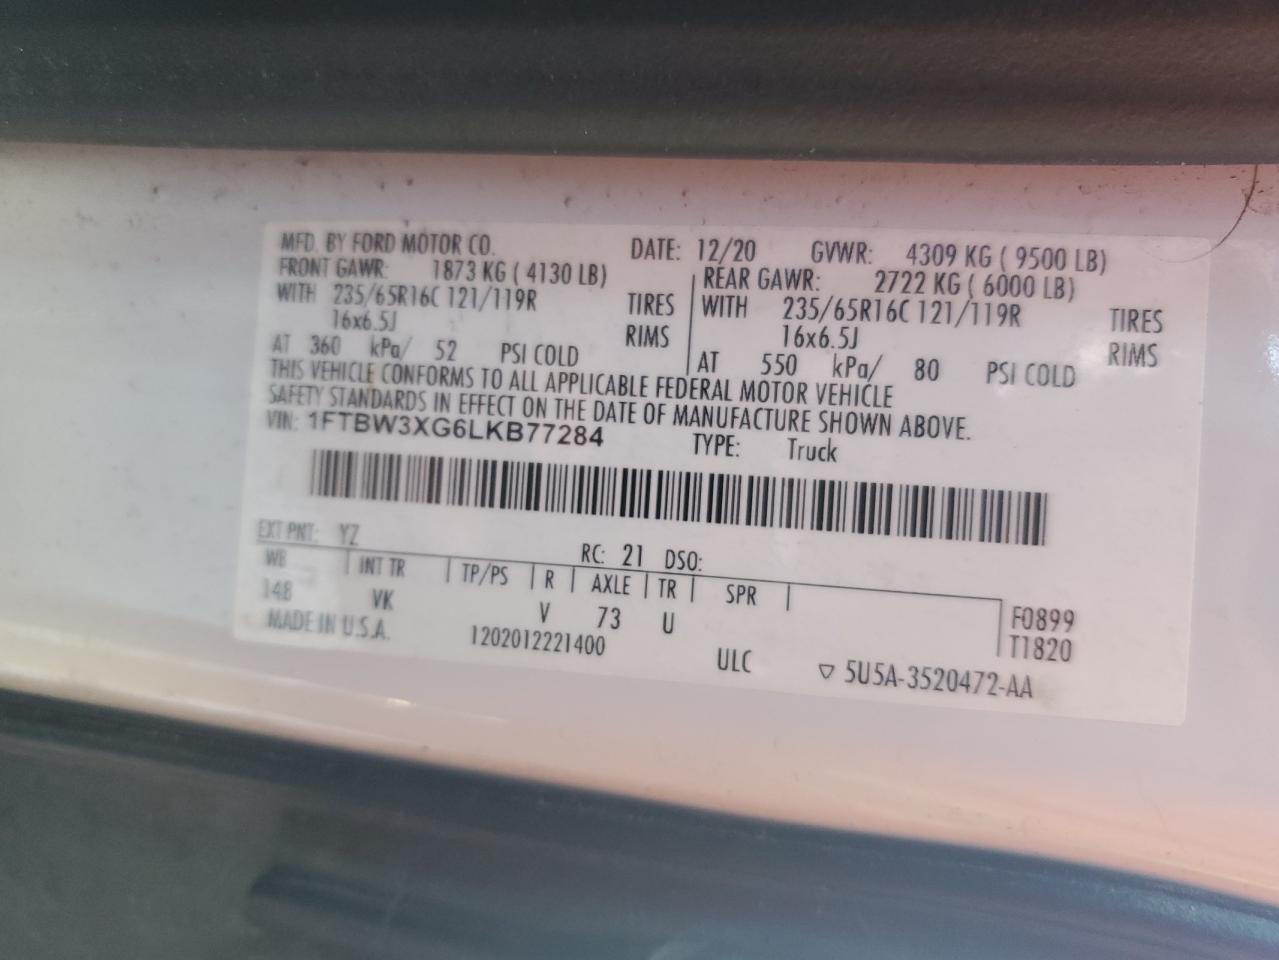 MFD. BY FORD MOTOR CO. DATE: 12/20 GVWR: 4309 KG ( 9500 LB)
FRONT GAWR: 1873 KG ( 4130 LB) REAR GAWR: 2722 KG ( 6000 LB)
WITH 235/65R16C 121/119R TIRES WITH 235/65R16C 121/119R TIRES
16x6.5J RIMS 16x6.5J RIMS
AT 360 kPa/ 52 PSI COLD AT 550 kPa/ 80 PSI COLD
THIS VEHICLE CONFORMS TO ALL APPLICABLE FEDERAL MOTOR VEHICLE
SAFETY STANDARDS IN EFFECT ON THE DATE OF MANUFACTURE SHOWN ABOVE.
VIN: 1FTBW3XG6LKB77284 TYPE: Truck
EXT PNT: YZ RC: 21 DSO:
WB INT TR TP/PS R AXLE TR SPR
148 VK V 73 U F0899
T1820
MADE IN U.S.A. 1202012221400 ULC 5U5A-3520472-AA